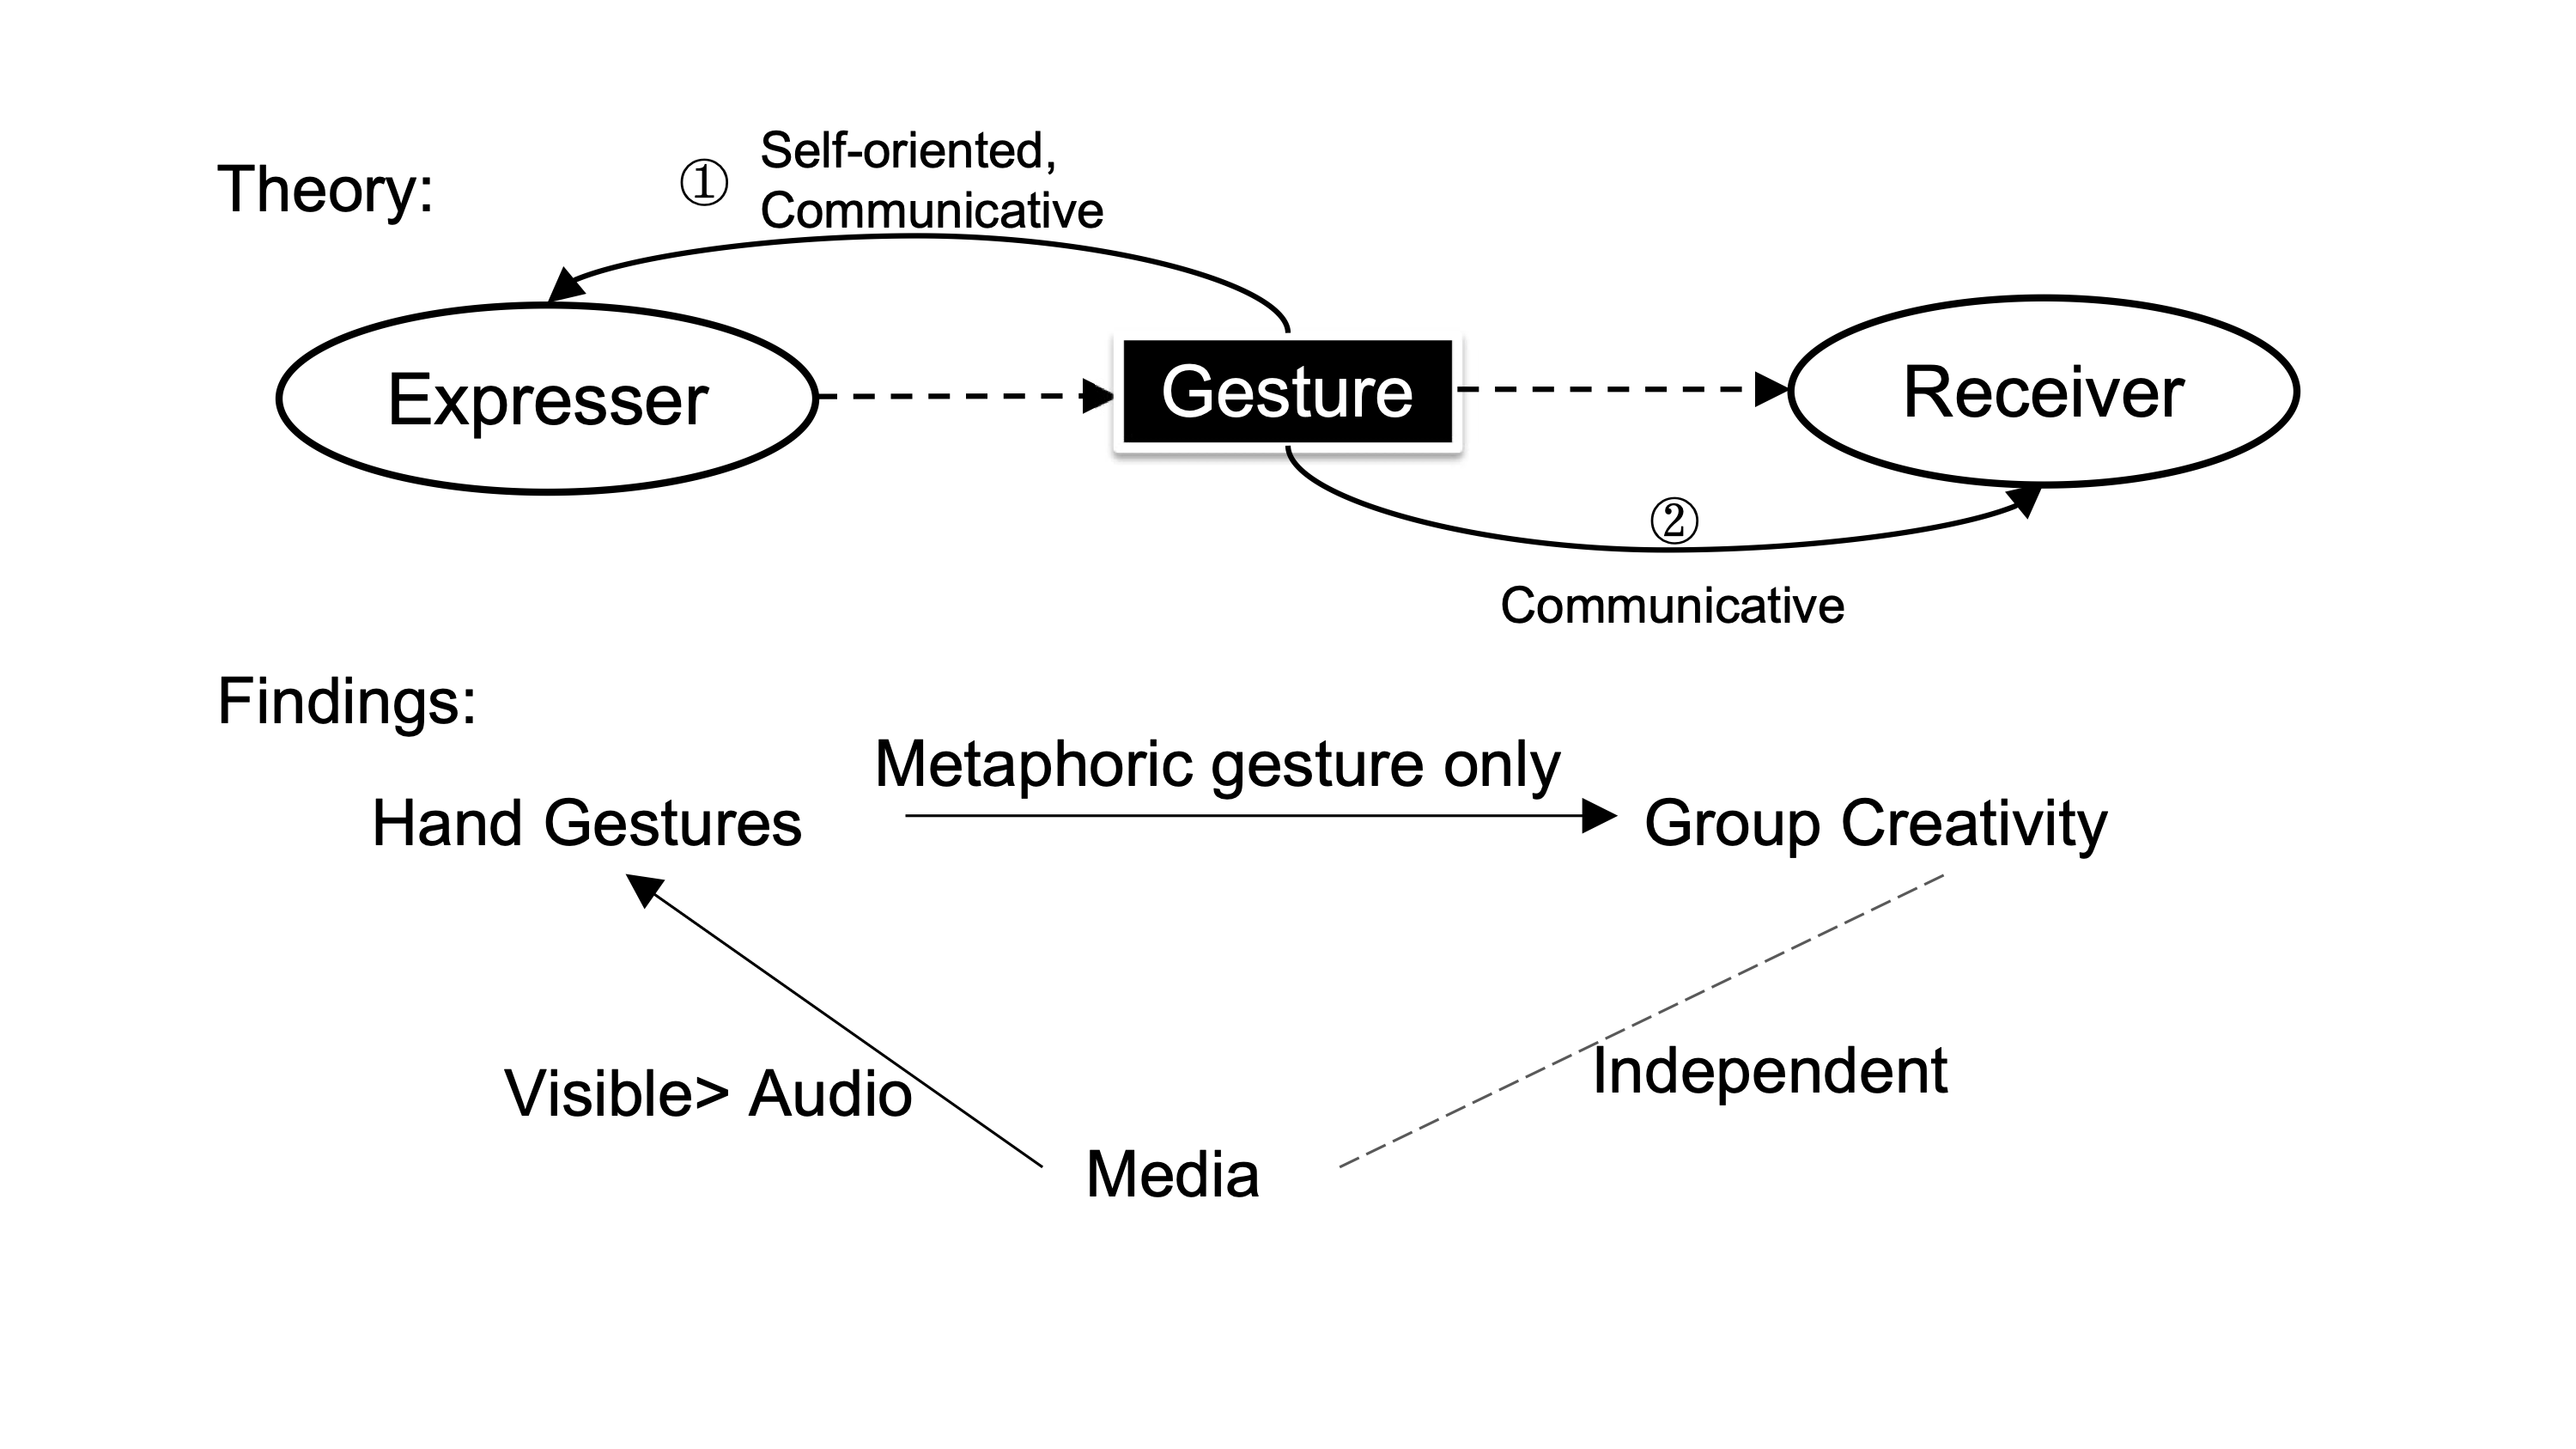 Theory:
①
Self-oriented,
Communicative
Expresser
Gesture
Receiver
②
Communicative
Findings:
Metaphoric gesture only
Hand Gestures
Group Creativity
Visible> Audio
Independent
Media